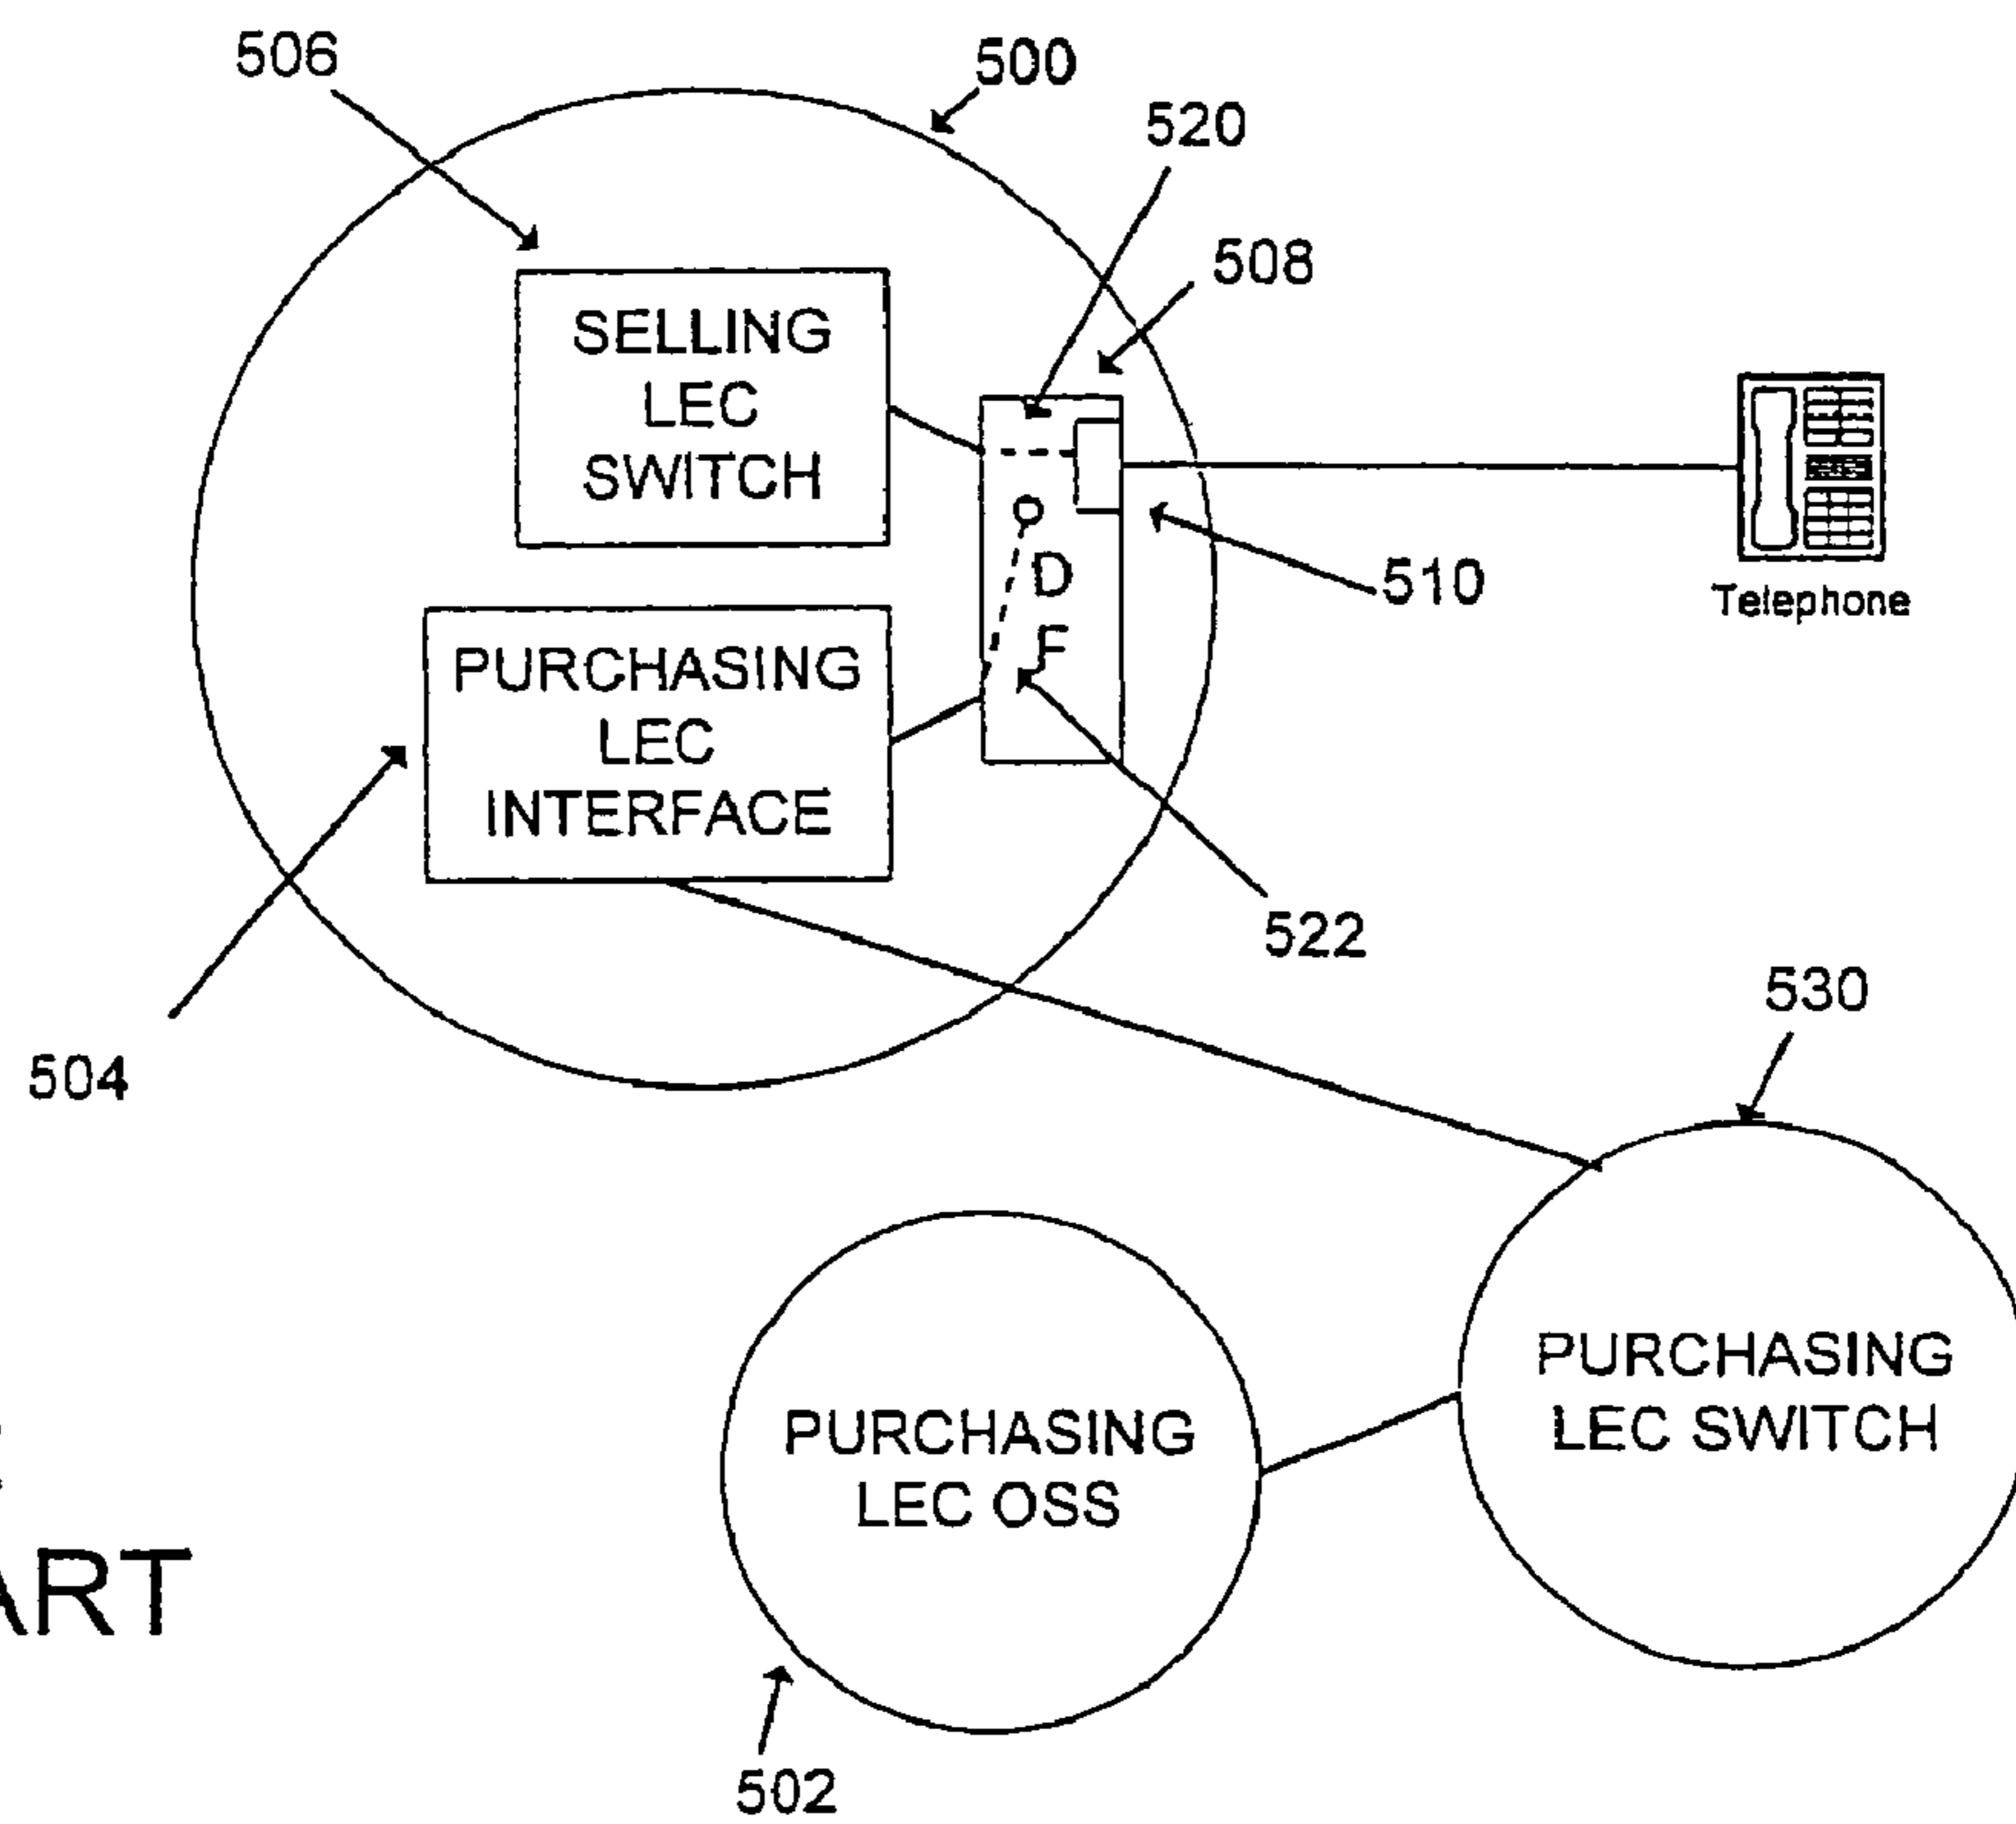 506
500
520
508
SELLING
LEC
SWITCH
510
D
F
Telephone
PURCHASING
LEC
INTERFACE
522
504
530
PURCHASING
LEC SWITCH
PURCHASING
LEC OSS
ART
502